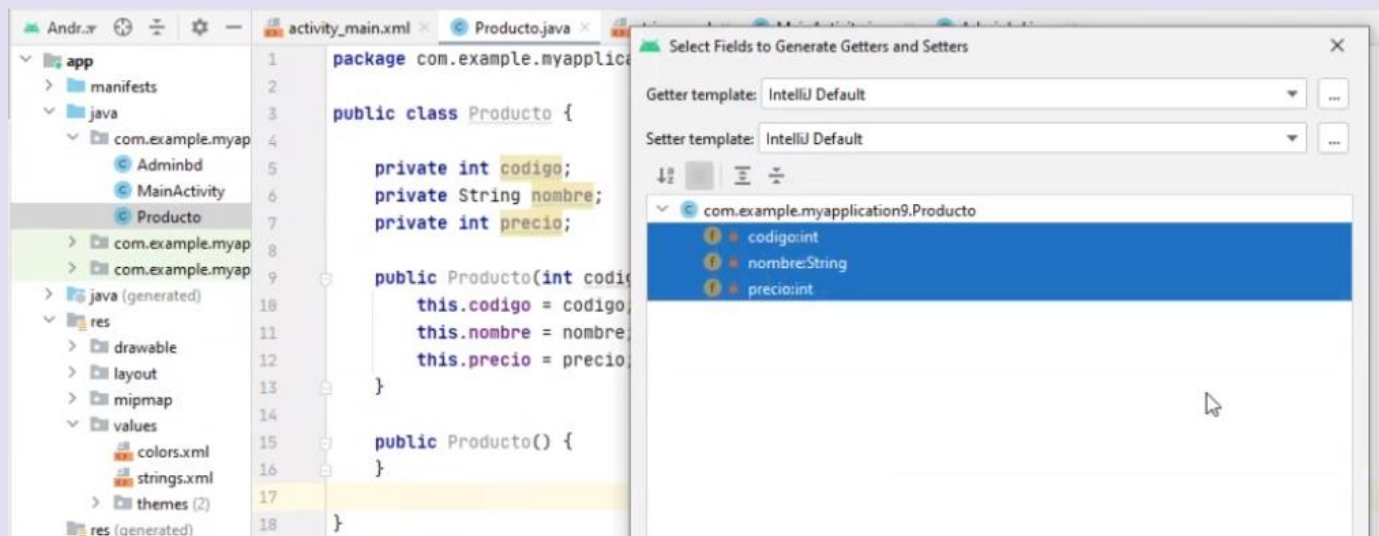 Andr..
app
manifests
java
com.example.myap
Adminbd
MainActivity
Producto
com.example.myap
com.example.myap
java (generated)
res
drawable
layout
mipmap
values
colors.xml
strings.xml
themes (2)
res (generated)
activity_main.xml
Producto.java
1 package com.example.myapplica
2
3 public class Producto {
4
5 private int codigo;
6 private String nombre;
7 private int precio;
8
9 public Producto(int codig
10 this.codigo = codigo;
11 this.nombre = nombre;
12 this.precio = precio;
13 }
14
15 public Producto() {
16 }
17
18 }
Select Fields to Generate Getters and Setters
Getter template: IntelliJ Default
...
Setter template: IntelliJ Default
...
com.example.myapplication9.Producto
codigo:int
nombre:String
precio:int